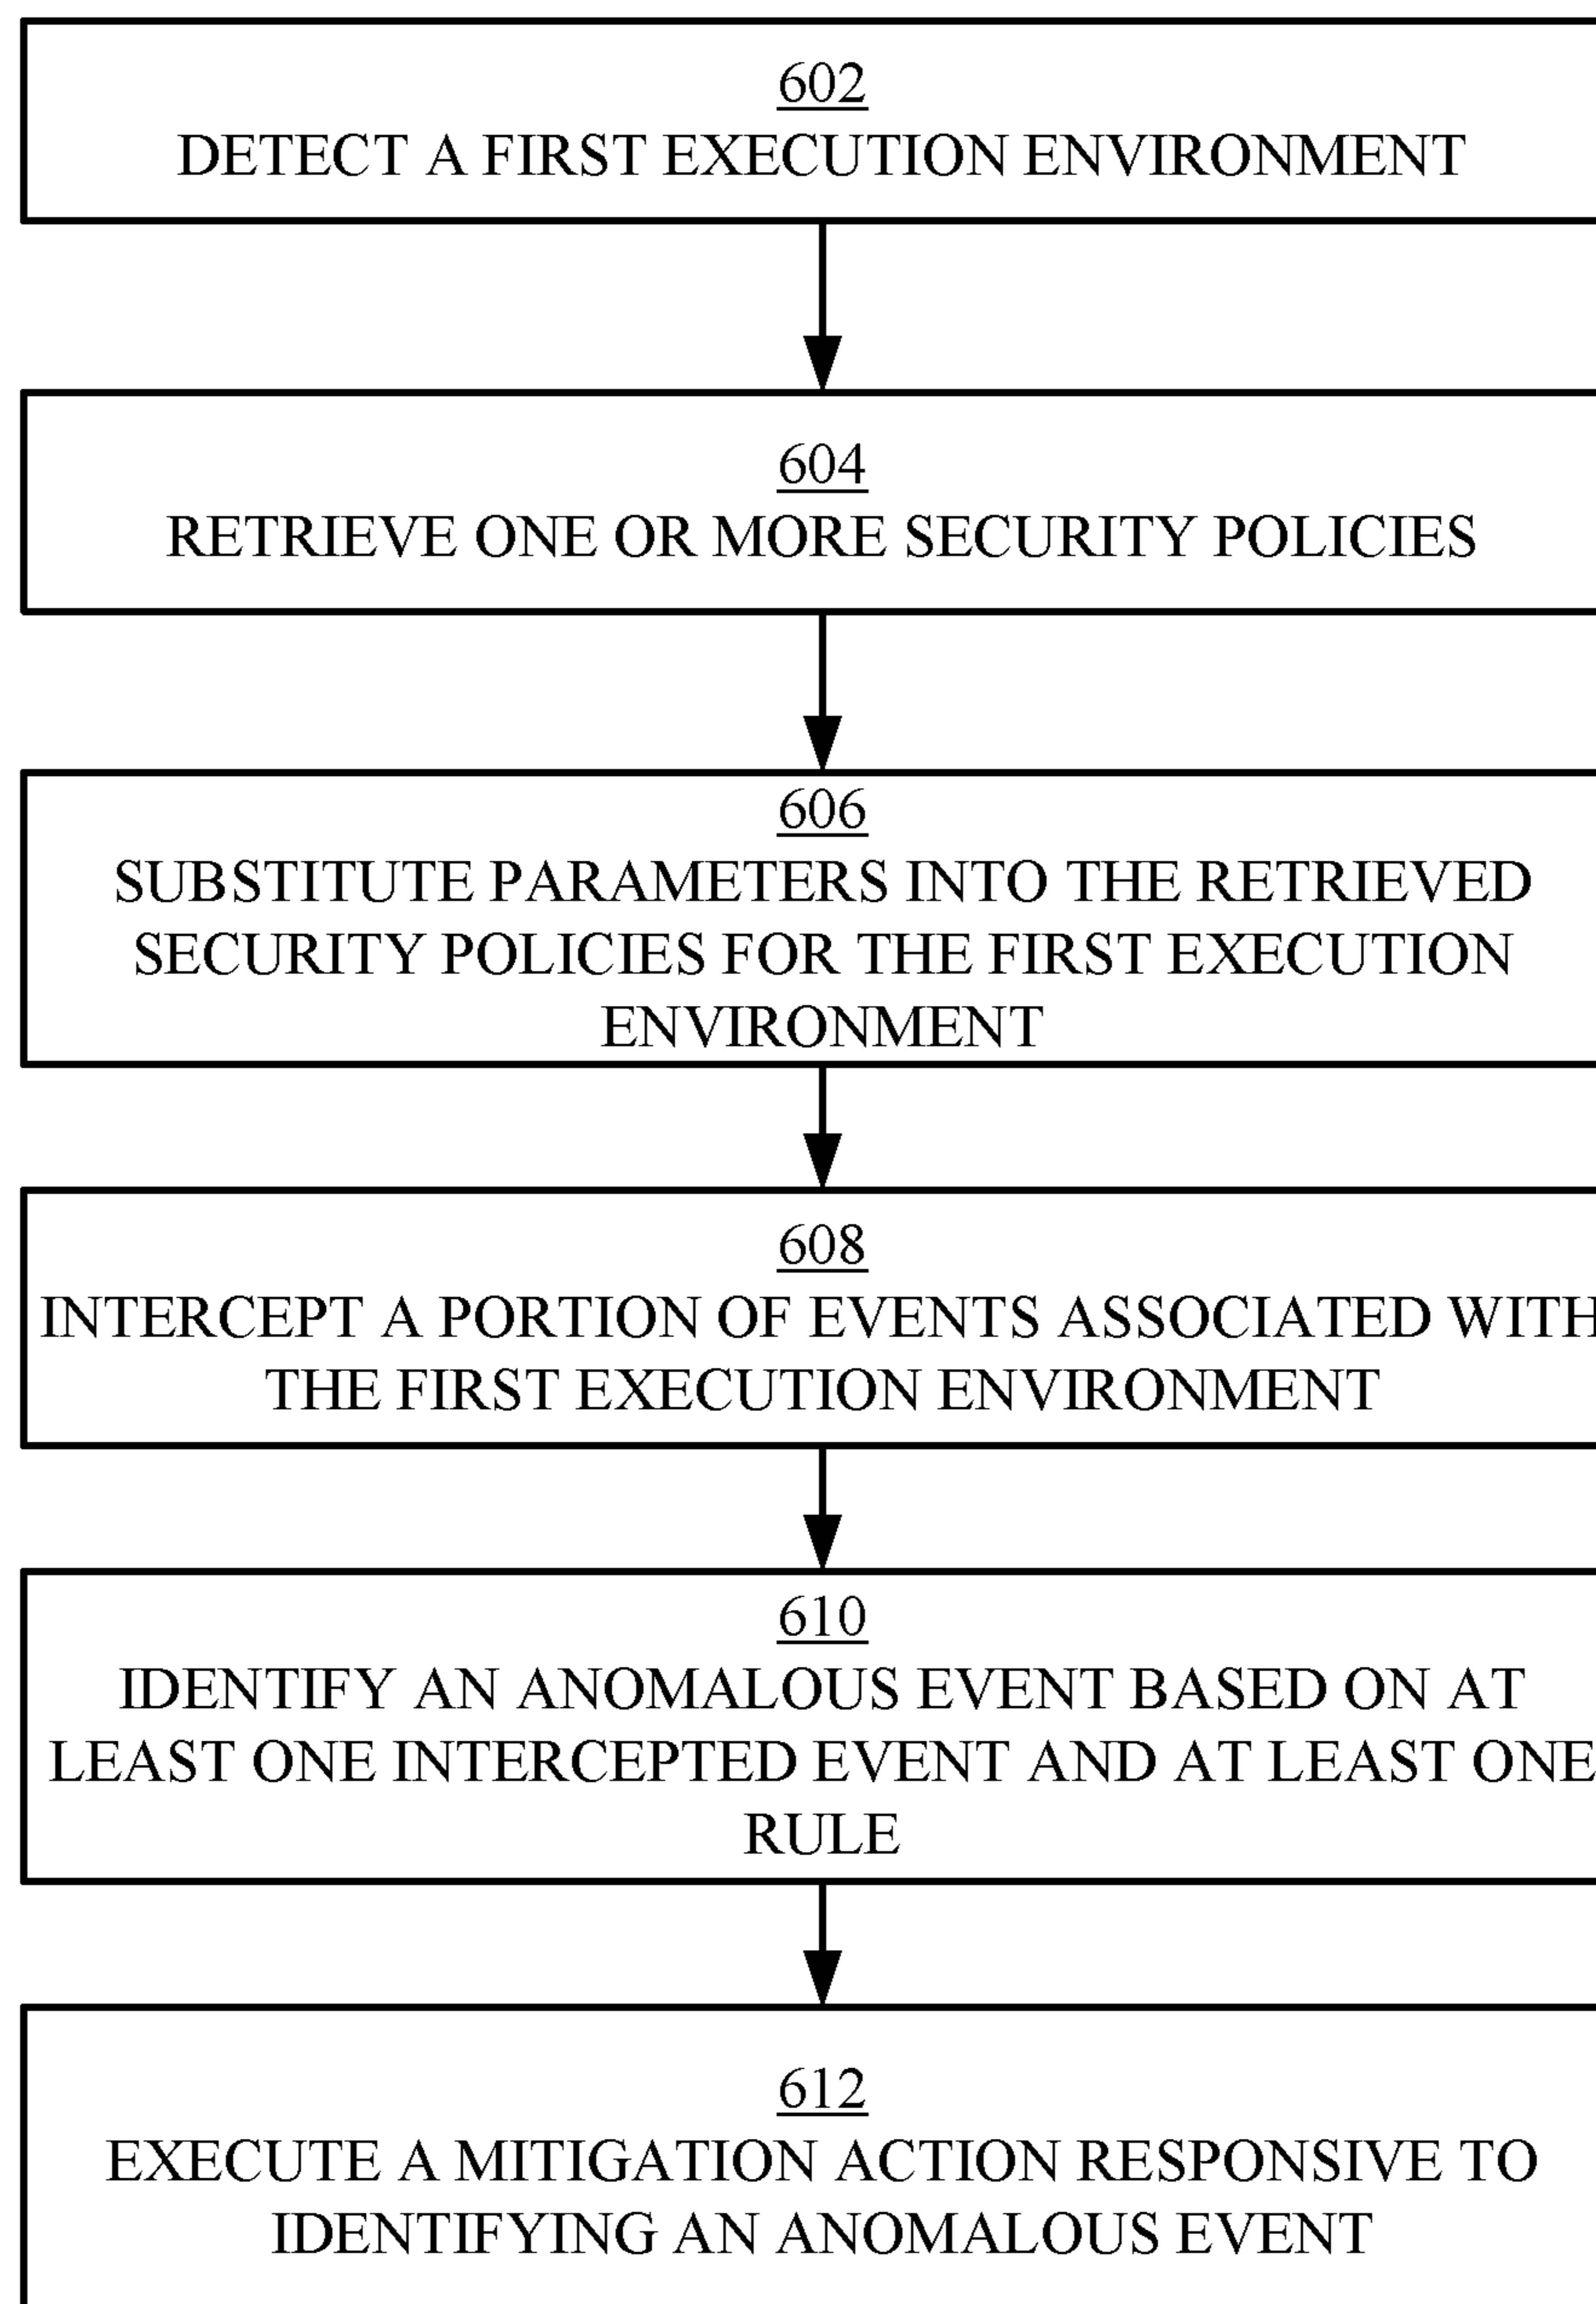 602
DETECT A FIRST EXECUTION ENVIRONMENT
604
RETRIEVE ONE OR MORE SECURITY POLICIES
606
SUBSTITUTE PARAMETERS INTO THE RETRIEVED
SECURITY POLICIES FOR THE FIRST EXECUTION
ENVIRONMENT
608
INTERCEPT A PORTION OF EVENTS ASSOCIATED WITH
THE FIRST EXECUTION ENVIRONMENT
610
IDENTIFY AN ANOMALOUS EVENT BASED ON AT
LEAST ONE INTERCEPTED EVENT AND AT LEAST ONE
RULE
612
EXECUTE A MITIGATION ACTION RESPONSIVE TO
IDENTIFYING AN ANOMALOUS EVENT